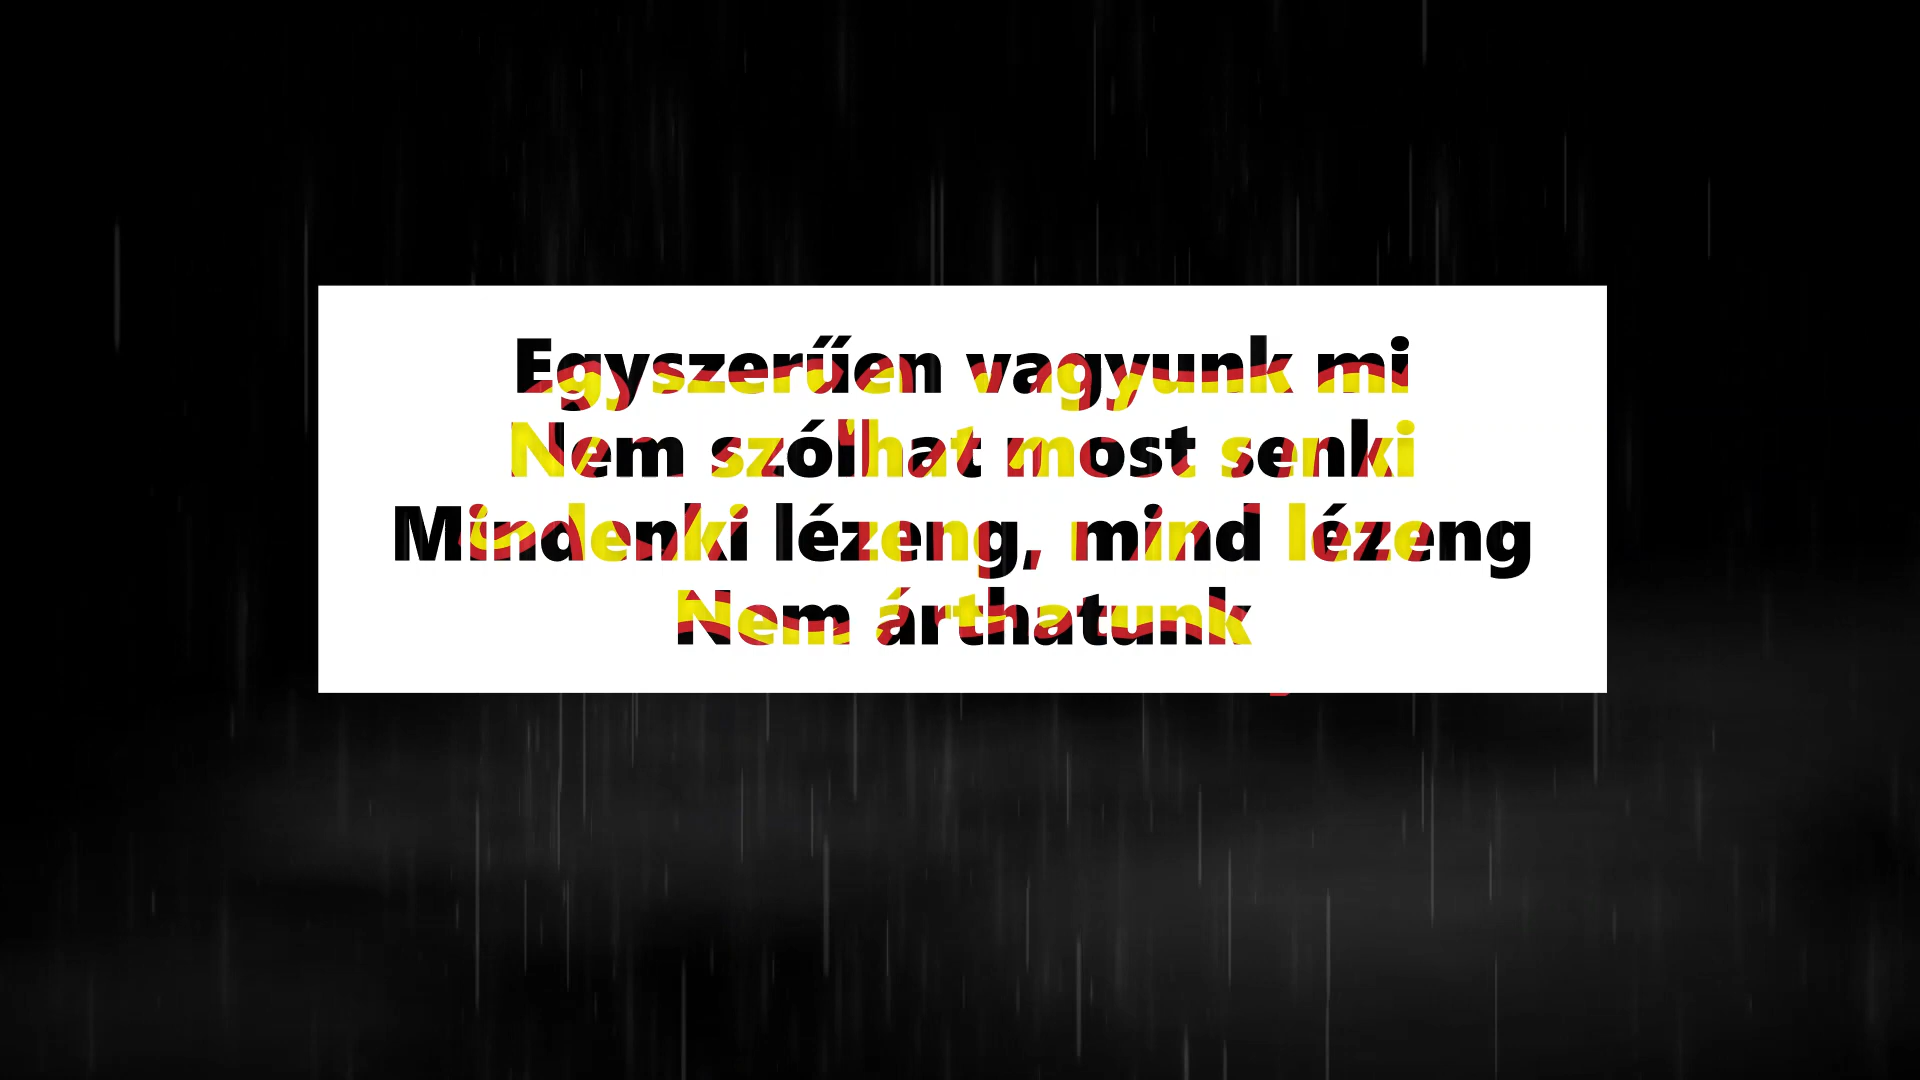 Egyszerűen vagyunk mi
Nem szólhat most senki
Mindenki lézeng, mind lézeng
Nem árthatunk